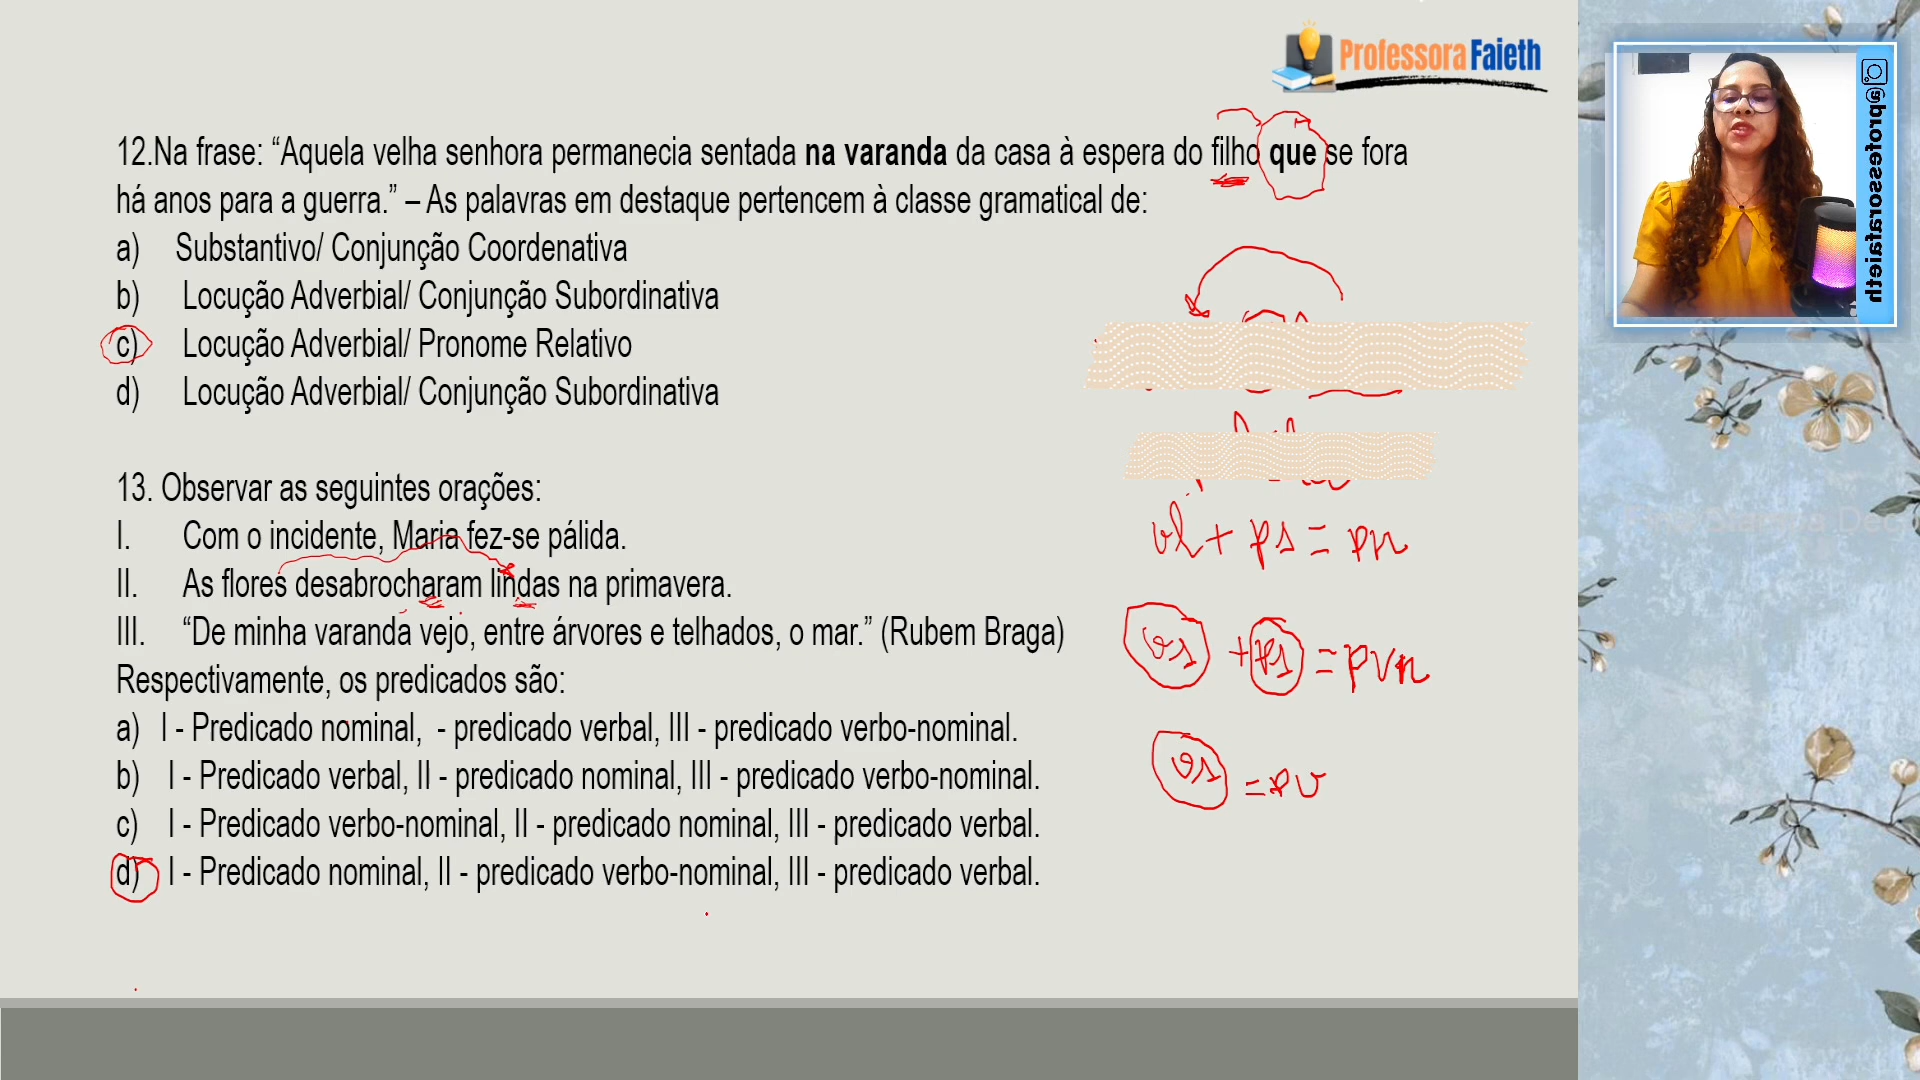 Professora Faieth
@professorafaieth
12.Na frase: “Aquela velha senhora permanecia sentada na varanda da casa à espera do filho que se fora
há anos para a guerra.” – As palavras em destaque pertencem à classe gramatical de:
a) Substantivo/ Conjunção Coordenativa
b) Locução Adverbial/ Conjunção Subordinativa
c) Locução Adverbial/ Pronome Relativo
d) Locução Adverbial/ Conjunção Subordinativa
13. Observar as seguintes orações:
I. Com o incidente, Maria fez-se pálida.
II. As flores desabrocharam lindas na primavera.
III. “De minha varanda vejo, entre árvores e telhados, o mar.” (Rubem Braga)
Respectivamente, os predicados são:
a) I - Predicado nominal, - predicado verbal, III - predicado verbo-nominal.
b) I - Predicado verbal, II - predicado nominal, III - predicado verbo-nominal.
c) I - Predicado verbo-nominal, II - predicado nominal, III - predicado verbal.
d) I - Predicado nominal, II - predicado verbo-nominal, III - predicado verbal.
vl + ps = pn
vs + ps = pvn
vs = pv